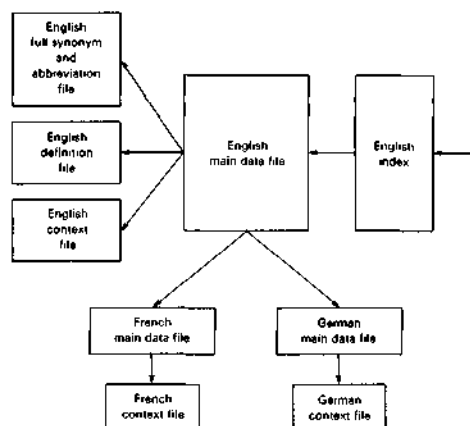 English
full synonym
and
abbreviation
file
English
definition
file
English
context
file
English
main data file
English
index
French
main data file
German
main data file
French
context file
German
context file